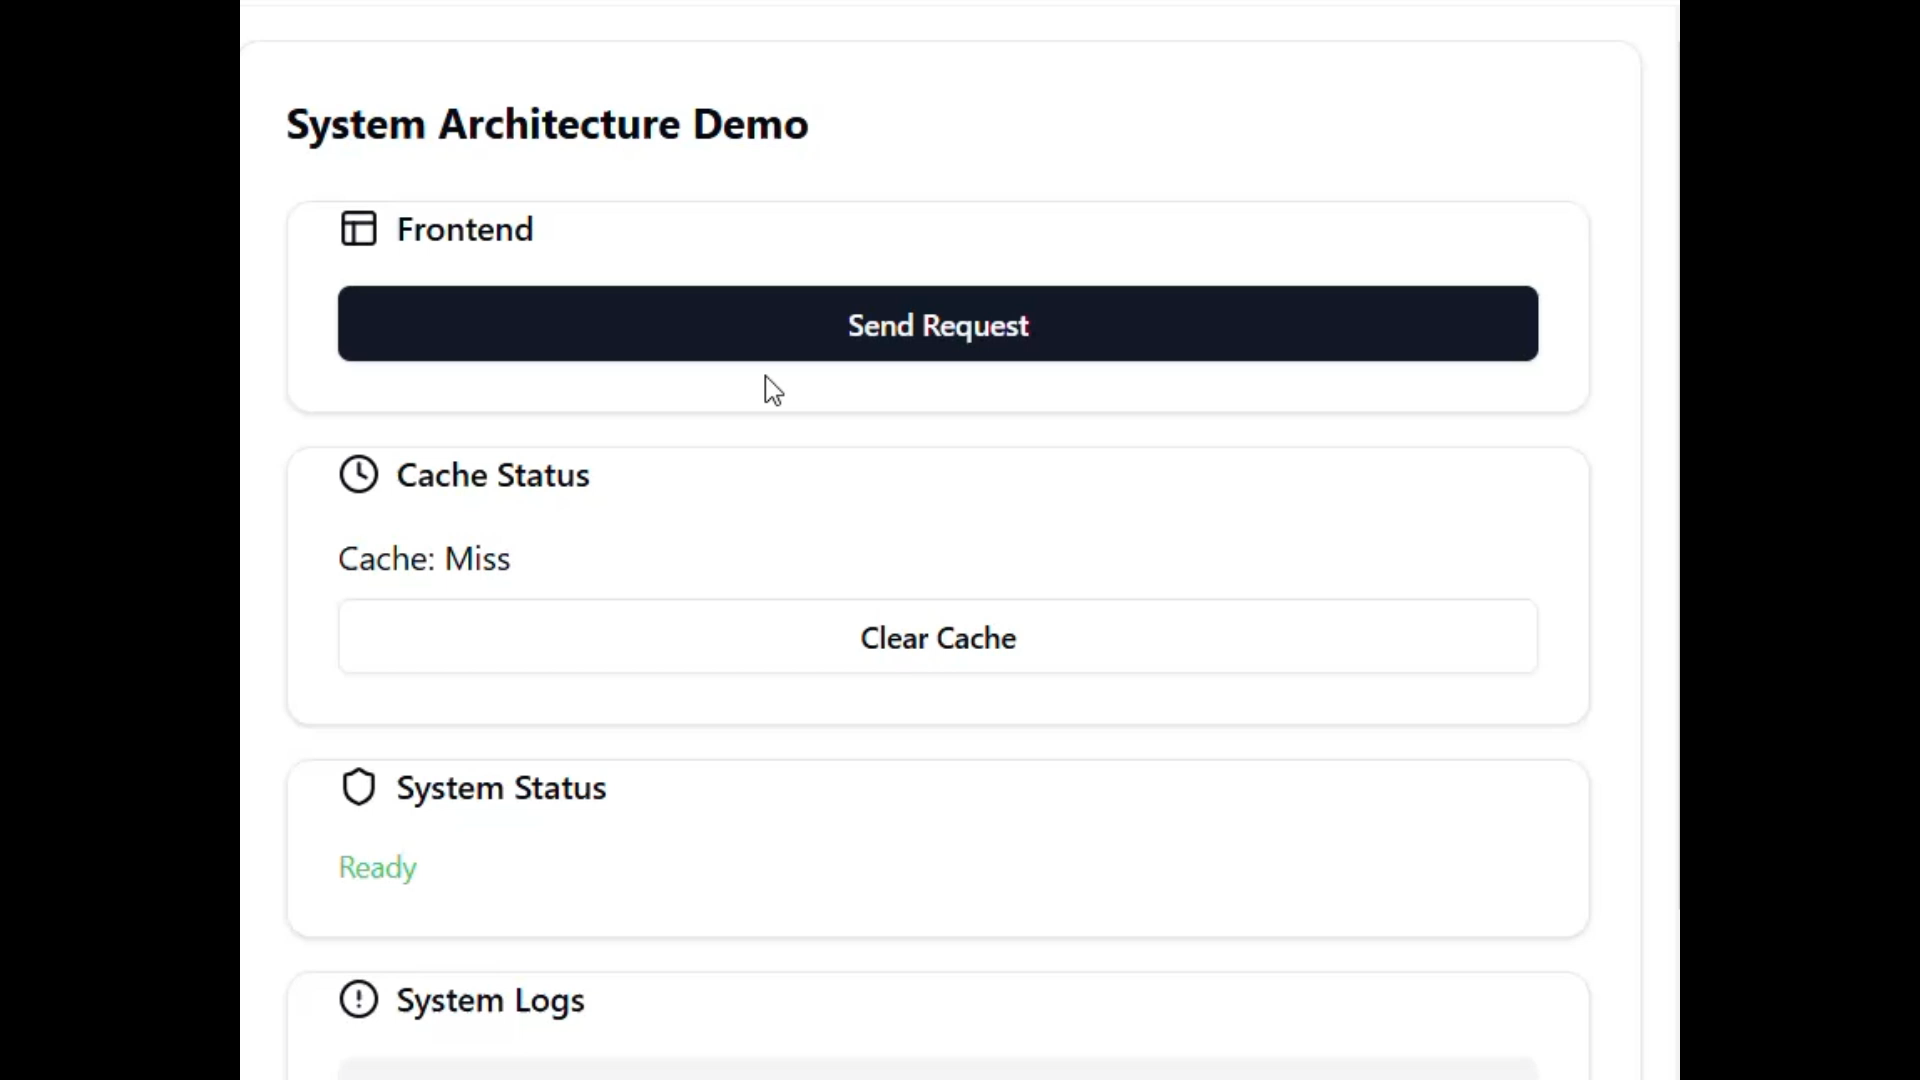 System Architecture Demo
Frontend
Send Request
Cache Status
Cache: Miss
Clear Cache
System Status
Ready
System Logs